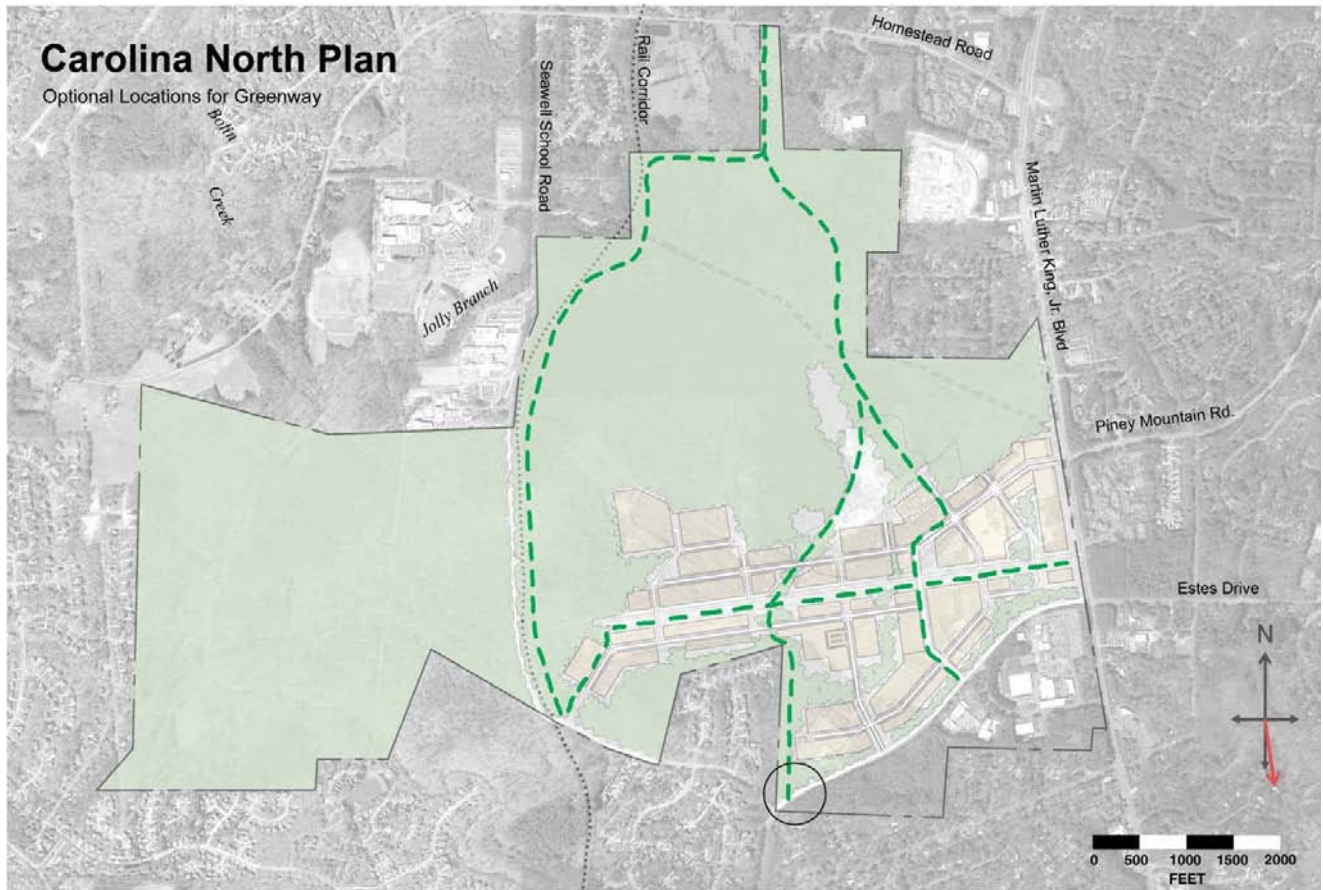 Carolina North Plan
Optional Locations for Greenway
Bolin
Creek
Seawell School Road
Rail Corridor
Homestead Road
Martin Luther King, Jr. Blvd
Jolly Branch
Piney Mountain Rd.
Estes Drive
N
0 500 1000 1500 2000
FEET